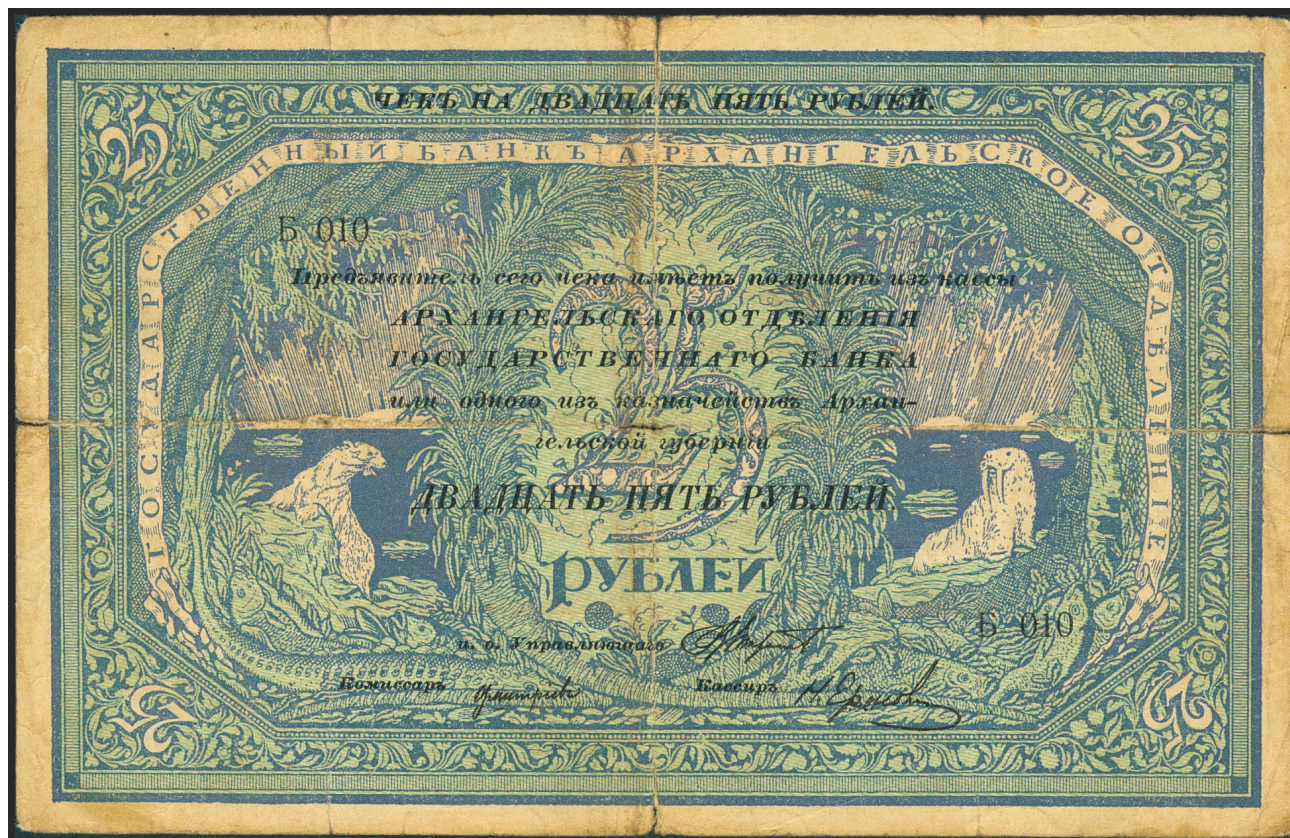 ЧЕКЪ НА ДВАДЦАТЬ ПЯТЬ РУБЛЕЙ.
25 25
ГОСУДАРСТВЕННЫЙ БАНКЪ АРХАНГЕЛЬСКОЕ ОТДѢЛЕНІЕ
Б 010
Предъявитель сего чека имѣетъ получить изъ кассы
АРХАНГЕЛЬСКАГО ОТДѢЛЕНІЯ
ГОСУДАРСТВЕННАГО БАНКА
или одного изъ казначействъ Архан-
гельской губерніи
25
ДВАДЦАТЬ ПЯТЬ РУБЛЕЙ.
РУБЛЕЙ
Б 010
и. о. Управляющаго
Комиссаръ Кассиръ
25 25